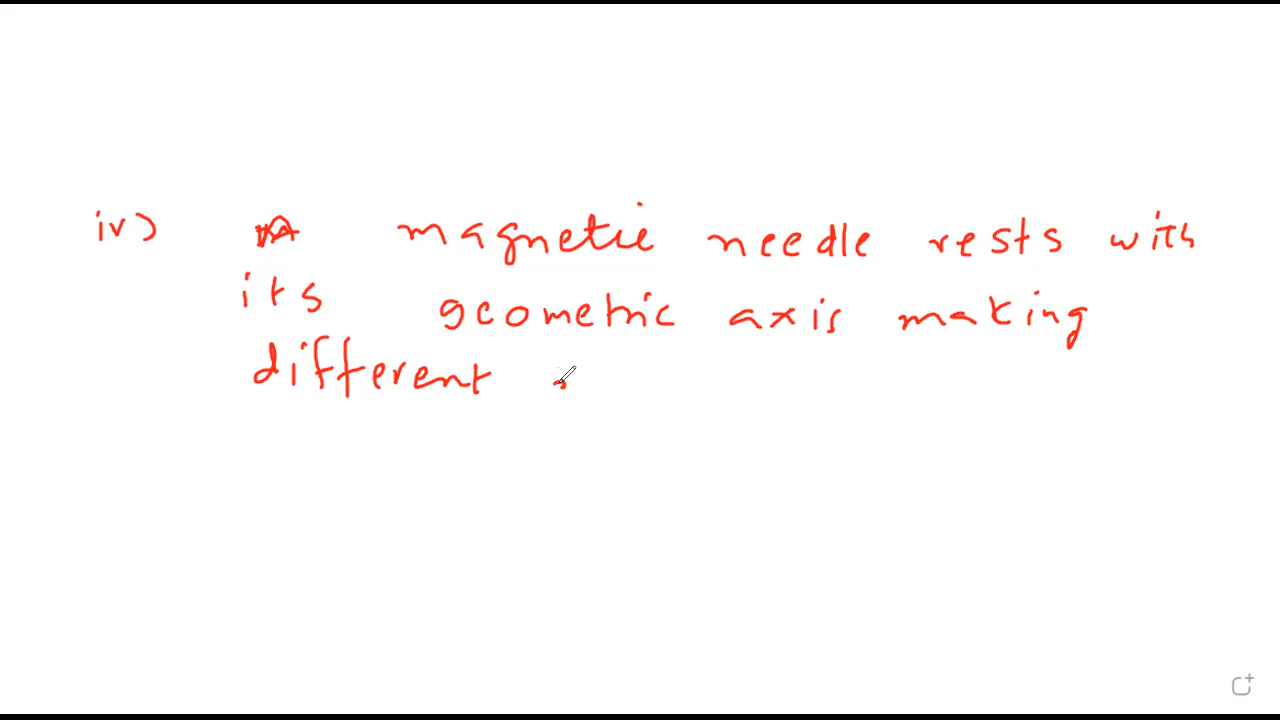 iv) A magnetic needle rests with
its geometric axis making
different